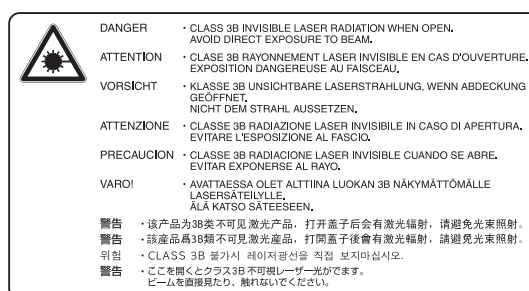 DANGER ・CLASS 3B INVISIBLE LASER RADIATION WHEN OPEN.
AVOID DIRECT EXPOSURE TO BEAM.
ATTENTION ・CLASE 3B RAYONNEMENT LASER INVISIBLE EN CAS D'OUVERTURE.
EXPOSITION DANGEREUSE AU FAISCEAU.
VORSICHT ・KLASSE 3B UNSICHTBARE LASERSTRAHLUNG, WENN ABDECKUNG
GEÖFFNET.
NICHT DEM STRAHL AUSSETZEN.
ATTENZIONE ・CLASSE 3B RADIAZIONE LASER INVISIBILE IN CASO DI APERTURA.
EVITARE L'ESPOSIZIONE AL FASCIO.
PRECAUCION ・CLASSE 3B RADIACIONE LASER INVISIBLE CUANDO SE ABRE.
EVITAR EXPONERSE AL RAYO.
VARO! ・AVATTAESSA OLET ALTTIINA LUOKAN 3B NÄKYMÄTTÖMÄLLE
LASERSÄTEILYLLE.
ÄLÄ KATSO SÄTEESEEN.
警告 ・该产品为3B类不可见激光产品，打开盖子后会有激光辐射，请避免光束照射。
警告 ・該産品爲3B類不可見激光産品，打開蓋子後會有激光輻射，請避免光束照射。
위험 ・CLASS 3B 불가시 레이저광선을 직접 보지마십시오.
警告 ・ここを開くとクラス3B 不可視レーザー光がでます。
ビームを直接見たり、触れないでください。